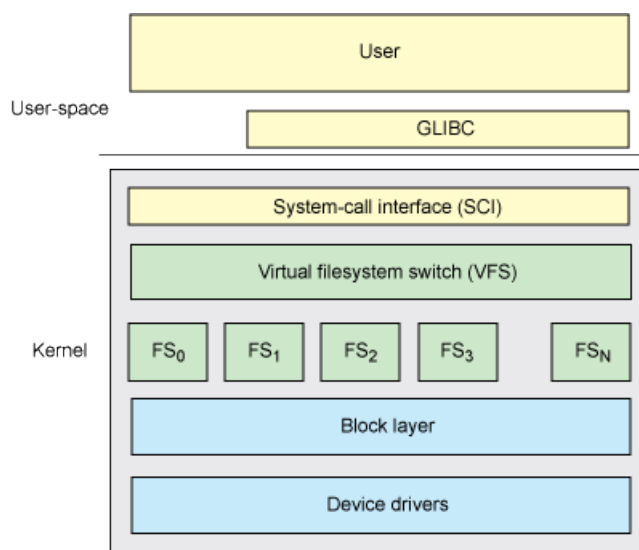 User
User-space
GLIBC
System-call interface (SCI)
Virtual filesystem switch (VFS)
Kernel
FS0 FS1 FS2 FS3 FSN
Block layer
Device drivers